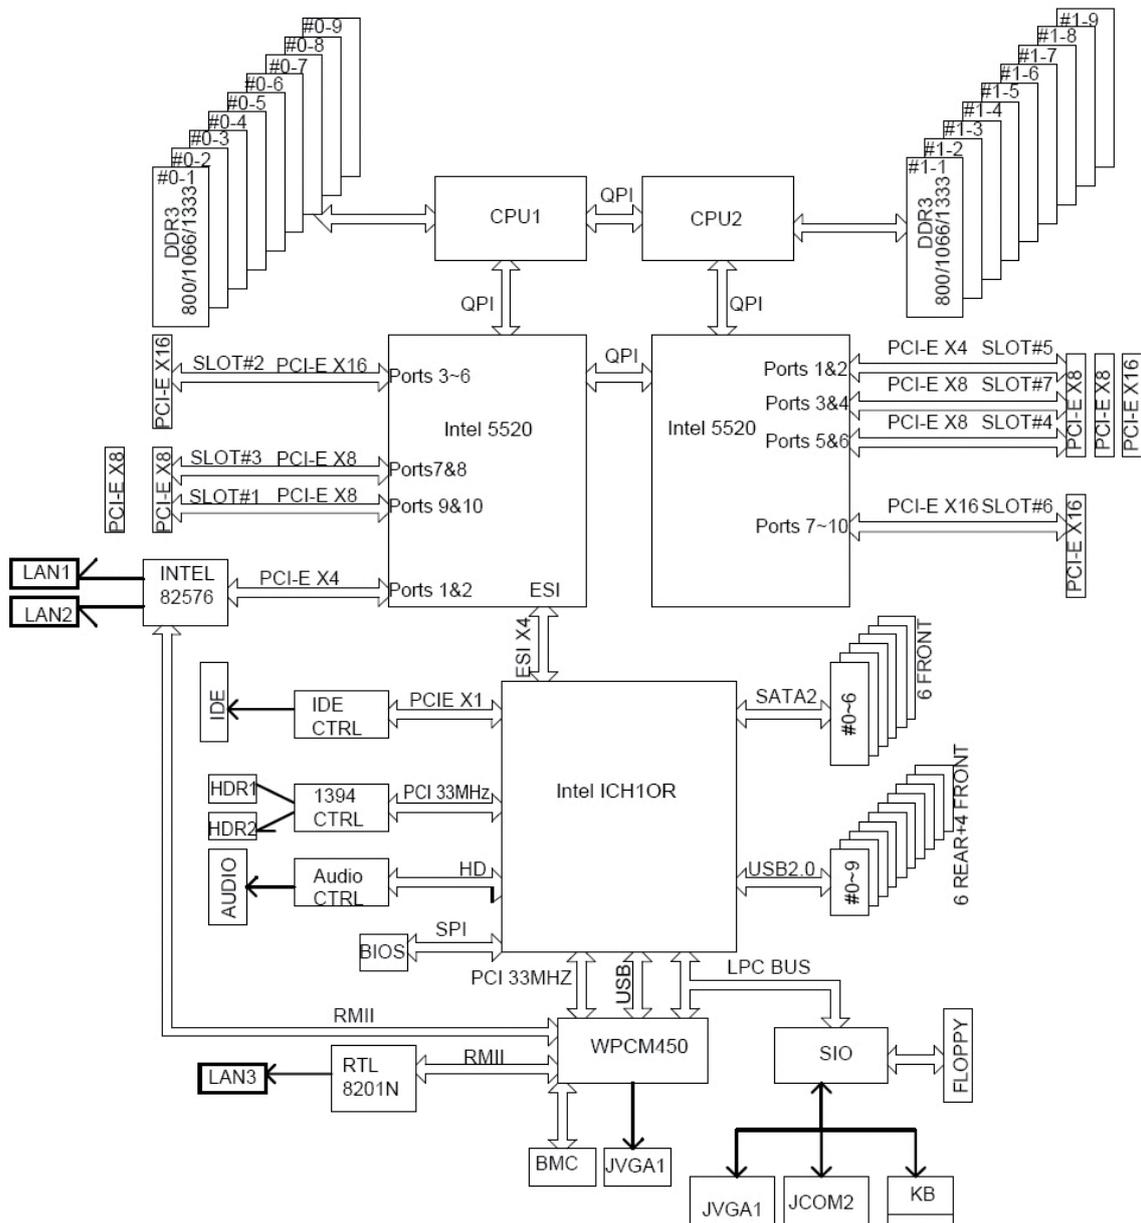 #0-9
#0-8
#0-7
#0-6
#0-5
#0-4
#0-3
#0-2
#0-1
DDR3
800/1066/1333
#1-9
#1-8
#1-7
#1-6
#1-5
#1-4
#1-3
#1-2
#1-1
DDR3
800/1066/1333
CPU1
QPI
CPU2
QPI
QPI
PCI-E X16
SLOT#2 PCI-E X16
Ports 3~6
QPI
Intel 5520
Ports 1&2
PCI-E X4 SLOT#5
Ports 3&4
PCI-E X8 SLOT#7
Intel 5520
Ports 5&6
PCI-E X8 SLOT#4
PCI-E X8
PCI-E X8
PCI-E X16
PCI-E X8
PCI-E X8
SLOT#3 PCI-E X8
Ports7&8
SLOT#1 PCI-E X8
Ports 9&10
Ports 7~10
PCI-E X16 SLOT#6
PCI-E X16
LAN1
LAN2
INTEL
82576
PCI-E X4
Ports 1&2
ESI
ESI X4
IDE
IDE
CTRL
PCIE X1
SATA2
#0~6
6 FRONT
HDR1
HDR2
1394
CTRL
PCI 33MHz
Intel ICH1OR
AUDIO
Audio
CTRL
HD
USB2.0
#0~9
6 REAR+4 FRONT
BIOS
SPI
PCI 33MHZ
USB
LPC BUS
RMII
WPCM450
SIO
FLOPPY
LAN3
RTL
8201N
RMII
BMC
JVGA1
JVGA1
JCOM2
KB